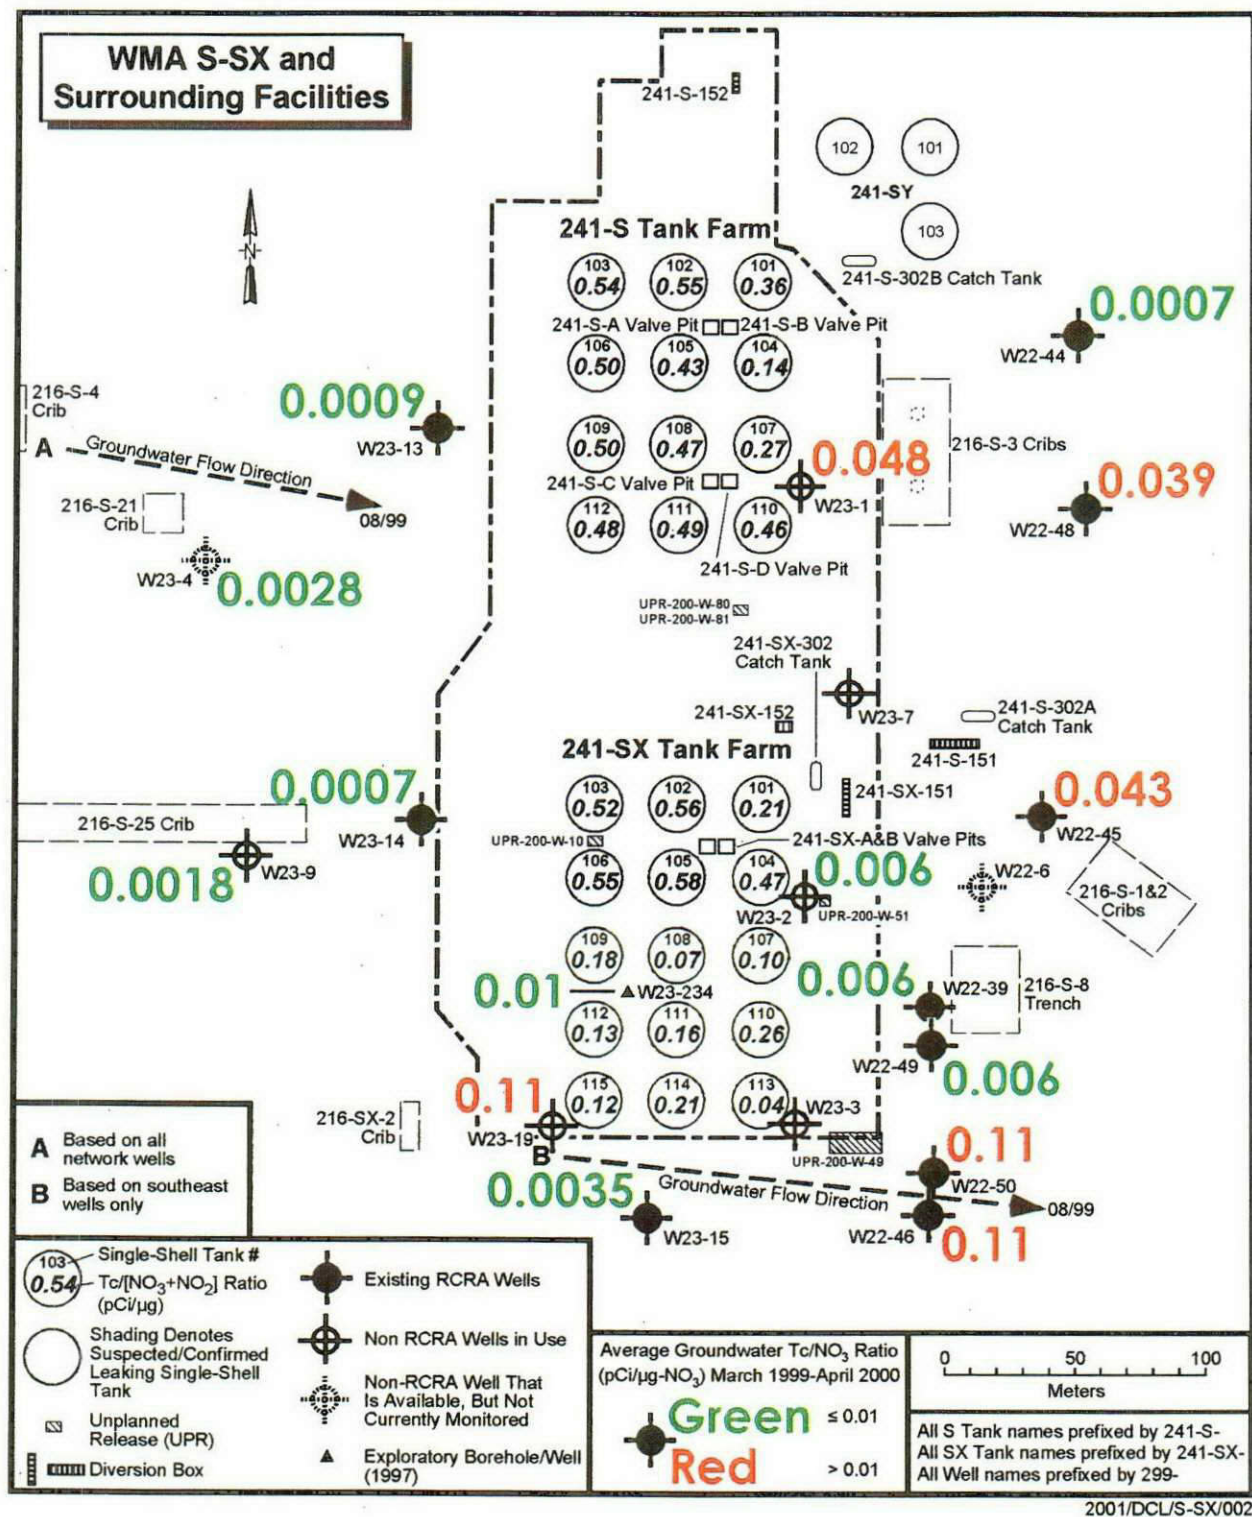 WMA S-SX and
Surrounding Facilities
241-S-152
102
101
241-SY
103
N
241-S Tank Farm
241-S-302B Catch Tank
103
0.54
102
0.55
101
0.36
0.0007
241-S-A Valve Pit
241-S-B Valve Pit
W22-44
106
0.50
105
0.43
104
0.14
216-S-4
Crib
0.0009
W23-13
A
Groundwater Flow Direction
08/99
109
0.50
108
0.47
107
0.27
0.048
216-S-3 Cribs
0.039
241-S-C Valve Pit
W23-1
216-S-21
Crib
112
0.48
111
0.49
110
0.46
W22-48
241-S-D Valve Pit
W23-4
0.0028
UPR-200-W-80
UPR-200-W-81
241-SX-302
Catch Tank
241-SX-152
W23-7
241-S-302A
Catch Tank
241-SX Tank Farm
241-S-151
103
0.52
102
0.56
101
0.21
241-SX-151
0.043
0.0007
216-S-25 Crib
W23-14
UPR-200-W-10
241-SX-A&B Valve Pits
W22-45
W23-9
0.0018
106
0.55
105
0.58
104
0.47
0.006
W22-6
216-S-1&2
Cribs
W23-2
UPR-200-W-51
109
0.18
108
0.07
107
0.10
0.006
W22-39
216-S-8
Trench
0.01
W23-234
112
0.13
111
0.16
110
0.26
W22-49
0.006
115
0.12
114
0.21
113
0.04
0.11
W23-19
W23-3
216-SX-2
Crib
UPR-200-W-49
B
Groundwater Flow Direction
08/99
0.11
W22-50
0.0035
W23-15
W22-46
0.11
A Based on all
network wells
B Based on southeast
wells only
103
Single-Shell Tank #
0.54
Tc/[NO3+NO2] Ratio
(pCi/µg)
Shading Denotes
Suspected/Confirmed
Leaking Single-Shell
Tank
Unplanned
Release (UPR)
Diversion Box
Existing RCRA Wells
Non RCRA Wells in Use
Non-RCRA Well That
Is Available, But Not
Currently Monitored
Exploratory Borehole/Well
(1997)
Average Groundwater Tc/NO3 Ratio
(pCi/µg-NO3) March 1999-April 2000
Green ≤ 0.01
Red > 0.01
0 50 100
Meters
All S Tank names prefixed by 241-S-
All SX Tank names prefixed by 241-SX-
All Well names prefixed by 299-
2001/DCL/S-SX/002